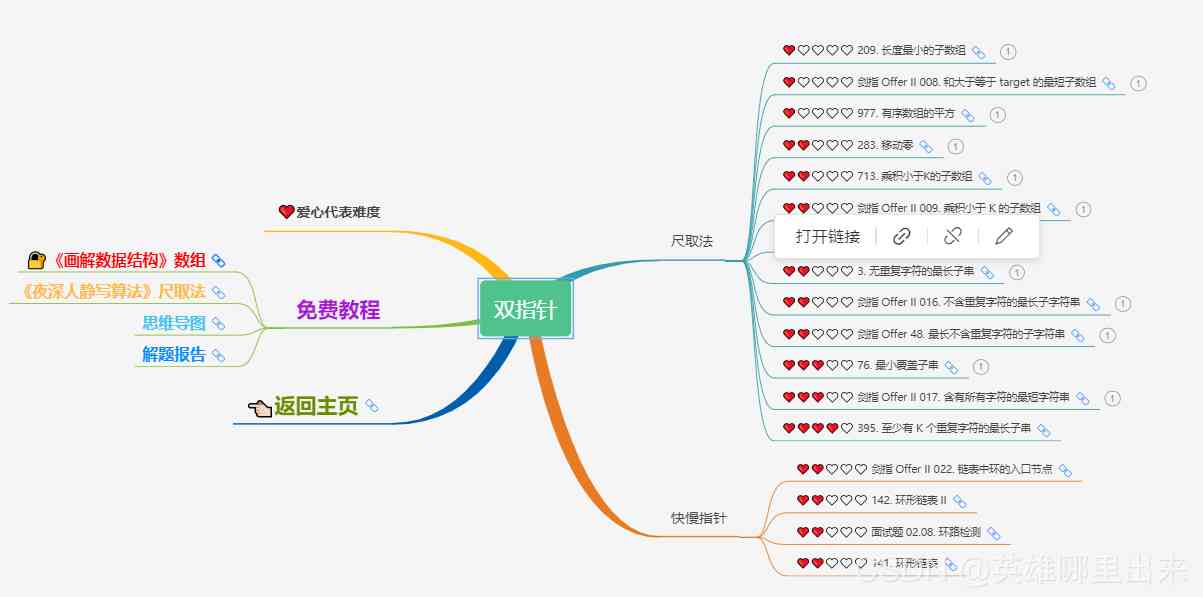 双指针
爱心代表难度
免费教程
《画解数据结构》数组
《夜深人静写算法》尺取法
思维导图
解题报告
返回主页
尺取法
209. 长度最小的子数组 1
剑指 Offer II 008. 和大于等于 target 的最短子数组 1
977. 有序数组的平方 1
283. 移动零 1
713. 乘积小于K的子数组 1
剑指 Offer II 009. 乘积小于 K 的子数组 1
打开链接
3. 无重复字符的最长子串 1
剑指 Offer II 016. 不含重复字符的最长子字符串 1
剑指 Offer 48. 最长不含重复字符的子字符串 1
76. 最小覆盖子串 1
剑指 Offer II 017. 含有所有字符的最短字符串 1
395. 至少有 K 个重复字符的最长子串
快慢指针
剑指 Offer II 022. 链表中环的入口节点
142. 环形链表 II
面试题 02.08. 环路检测
141. 环形链表
CSDN @英雄哪里出来